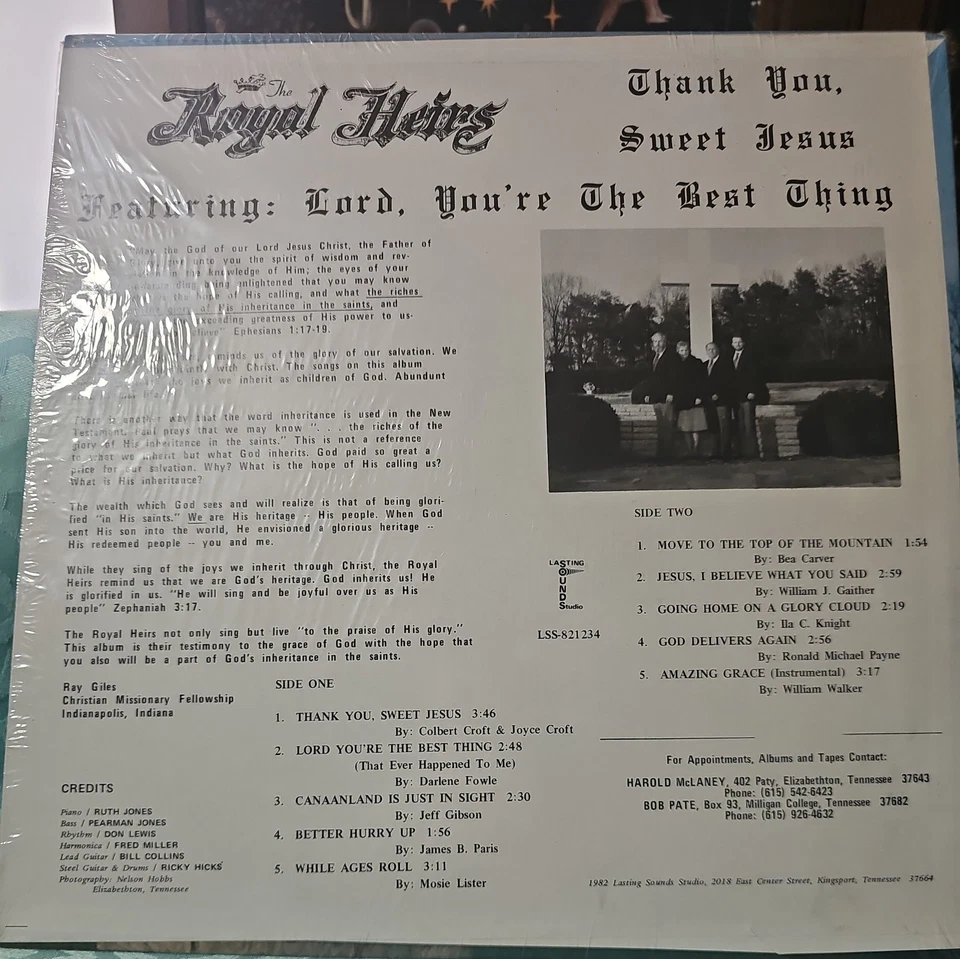 The
Royal Heirs
Thank You,
Sweet Jesus
Featuring: Lord, You're The Best Thing
"May the God of our Lord Jesus Christ, the Father of
unto you the spirit of wisdom and rev-
in my knowledge of Him; the eyes of your
ding being enlightened that you may know
the hope of His calling, and what the riches
of His inheritance in the saints, and
exceeding greatness of His power to us-
Ephesians 1:17-19.
minds us of the glory of our salvation. We
with Christ. The songs on this album
joys we inherit as children of God. Abundunt
There is another way that the word inheritance is used in the New
Testament. Paul prays that we may know ". . . the riches of the
glory of His inheritance in the saints." This is not a reference
to what we inherit but what God inherits. God paid so great a
price for our salvation. Why? What is the hope of His calling us?
What is His inheritance?
The wealth which God sees and will realize is that of being glori-
fied "in His saints." We are His heritage -- His people. When God
sent His son into the world, He envisioned a glorious heritage --
His redeemed people -- you and me.
While they sing of the joys we inherit through Christ, the Royal
Heirs remind us that we are God's heritage. God inherits us! He
is glorified in us. "He will sing and be joyful over us as His
people" Zephaniah 3:17.
The Royal Heirs not only sing but live "to the praise of His glory."
This album is their testimony to the grace of God with the hope that
you also will be a part of God's inheritance in the saints.
Ray Giles
Christian Missionary Fellowship
Indianapolis, Indiana
CREDITS
Piano / RUTH JONES
Bass / PEARMAN JONES
Rhythm / DON LEWIS
Harmonica / FRED MILLER
Lead Guitar / BILL COLLINS
Steel Guitar & Drums / RICKY HICKS
Photography: Nelson Hobbs
Elizabethton, Tennessee
SIDE ONE
1. THANK YOU, SWEET JESUS 3:46
By: Colbert Croft & Joyce Croft
2. LORD YOU'RE THE BEST THING 2:48
(That Ever Happened To Me)
By: Darlene Fowle
3. CANAANLAND IS JUST IN SIGHT 2:30
By: Jeff Gibson
4. BETTER HURRY UP 1:56
By: James B. Paris
5. WHILE AGES ROLL 3:11
By: Mosie Lister
LASTING
SOUNDS
Studio
LSS-821234
SIDE TWO
1. MOVE TO THE TOP OF THE MOUNTAIN 1:54
By: Bea Carver
2. JESUS, I BELIEVE WHAT YOU SAID 2:59
By: William J. Gaither
3. GOING HOME ON A GLORY CLOUD 2:19
By: Ila C. Knight
4. GOD DELIVERS AGAIN 2:56
By: Ronald Michael Payne
5. AMAZING GRACE (Instrumental) 3:17
By: William Walker
For Appointments, Albums and Tapes Contact:
HAROLD McLANEY, 402 Paty, Elizabethton, Tennessee 37643
Phone: (615) 542-6423
BOB PATE, Box 93, Milligan College, Tennessee 37682
Phone: (615) 926-4632
1982 Lasting Sounds Studio, 2018 East Center Street, Kingsport, Tennessee 37664